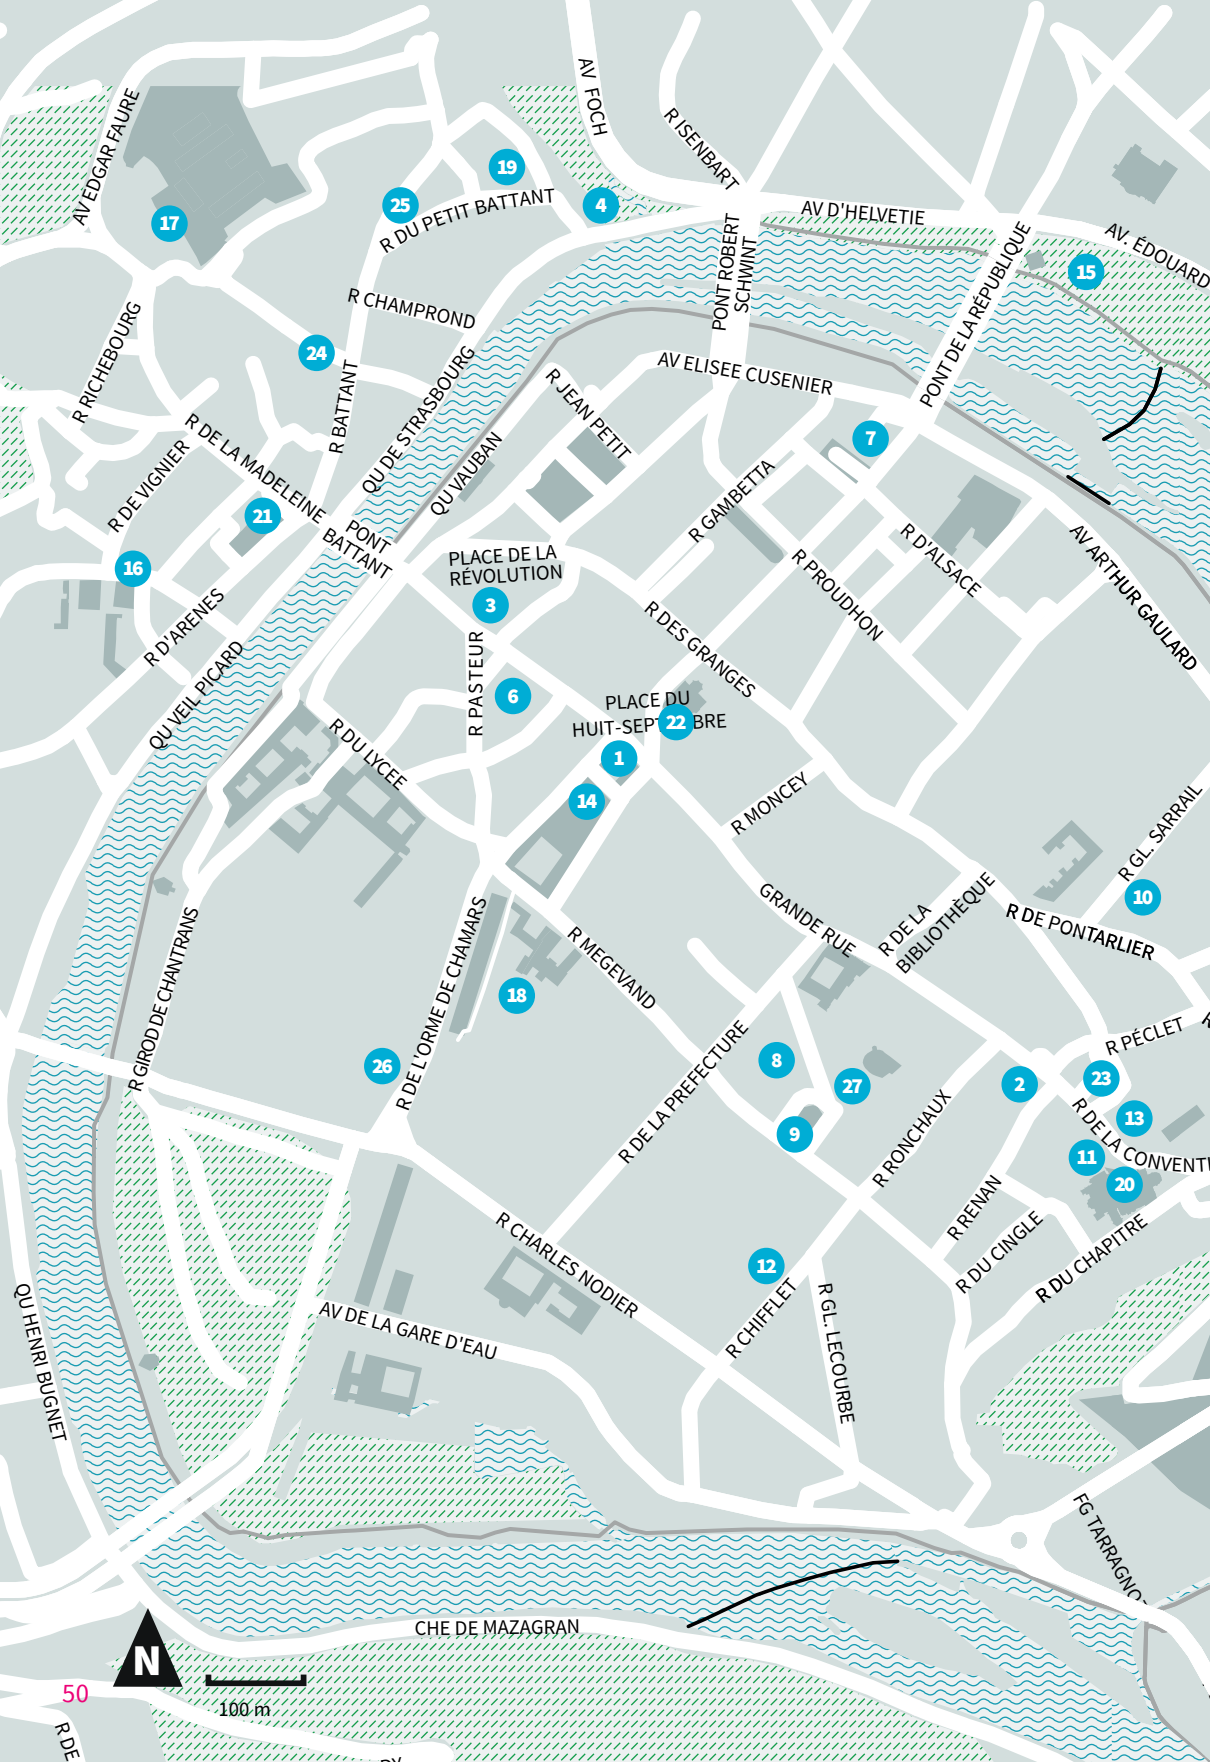 AV FOCH
AV EDGAR FAURE
R ISENBART
19
17
25
4
R DU PETIT BATTANT
AV D'HELVETIE
AV. ÉDOUARD
PONT ROBERT
SCHWINT
15
PONT DE LA RÉPUBLIQUE
R CHAMPROND
R RICHEBOURG
24
R BATTANT
QU DE STRASBOURG
AV ELISEE CUSENIER
R JEAN PETIT
R DE LA MADELEINE
R DE VIGNIER
QU VAUBAN
7
R GAMBETTA
21
PONT
BATTANT
PLACE DE LA
RÉVOLUTION
R D'ALSACE
AV ARTHUR GAULARD
16
R PROUDHON
3
R D'ARENES
R DES GRANGES
QU VEIL PICARD
R PASTEUR
6
PLACE DU
HUIT-SEPT BRE
22
R DU LYCEE
1
14
R MONCEY
R GL. SARRAIL
10
GRANDE RUE
R DE LA
BIBLIOTHÈQUE
R DE PONTARLIER
R MEGEVAND
R DE L'ORME DE CHAMARS
R GIROD DE CHANTRANS
18
26
R DE LA PREFECTURE
8
27
9
R PÉCLET
2
23
13
R DE LA CONVENTI
11
20
R RONCHAUX
R RENAN
R DU CINGLE
R DU CHAPITRE
R CHARLES NODIER
12
R CHIFFLET
R GL. LECOURBE
AV DE LA GARE D'EAU
QU HENRI BUGNET
FG TARRAGNO
CHE DE MAZAGRAN
N
50
100 m
R DE